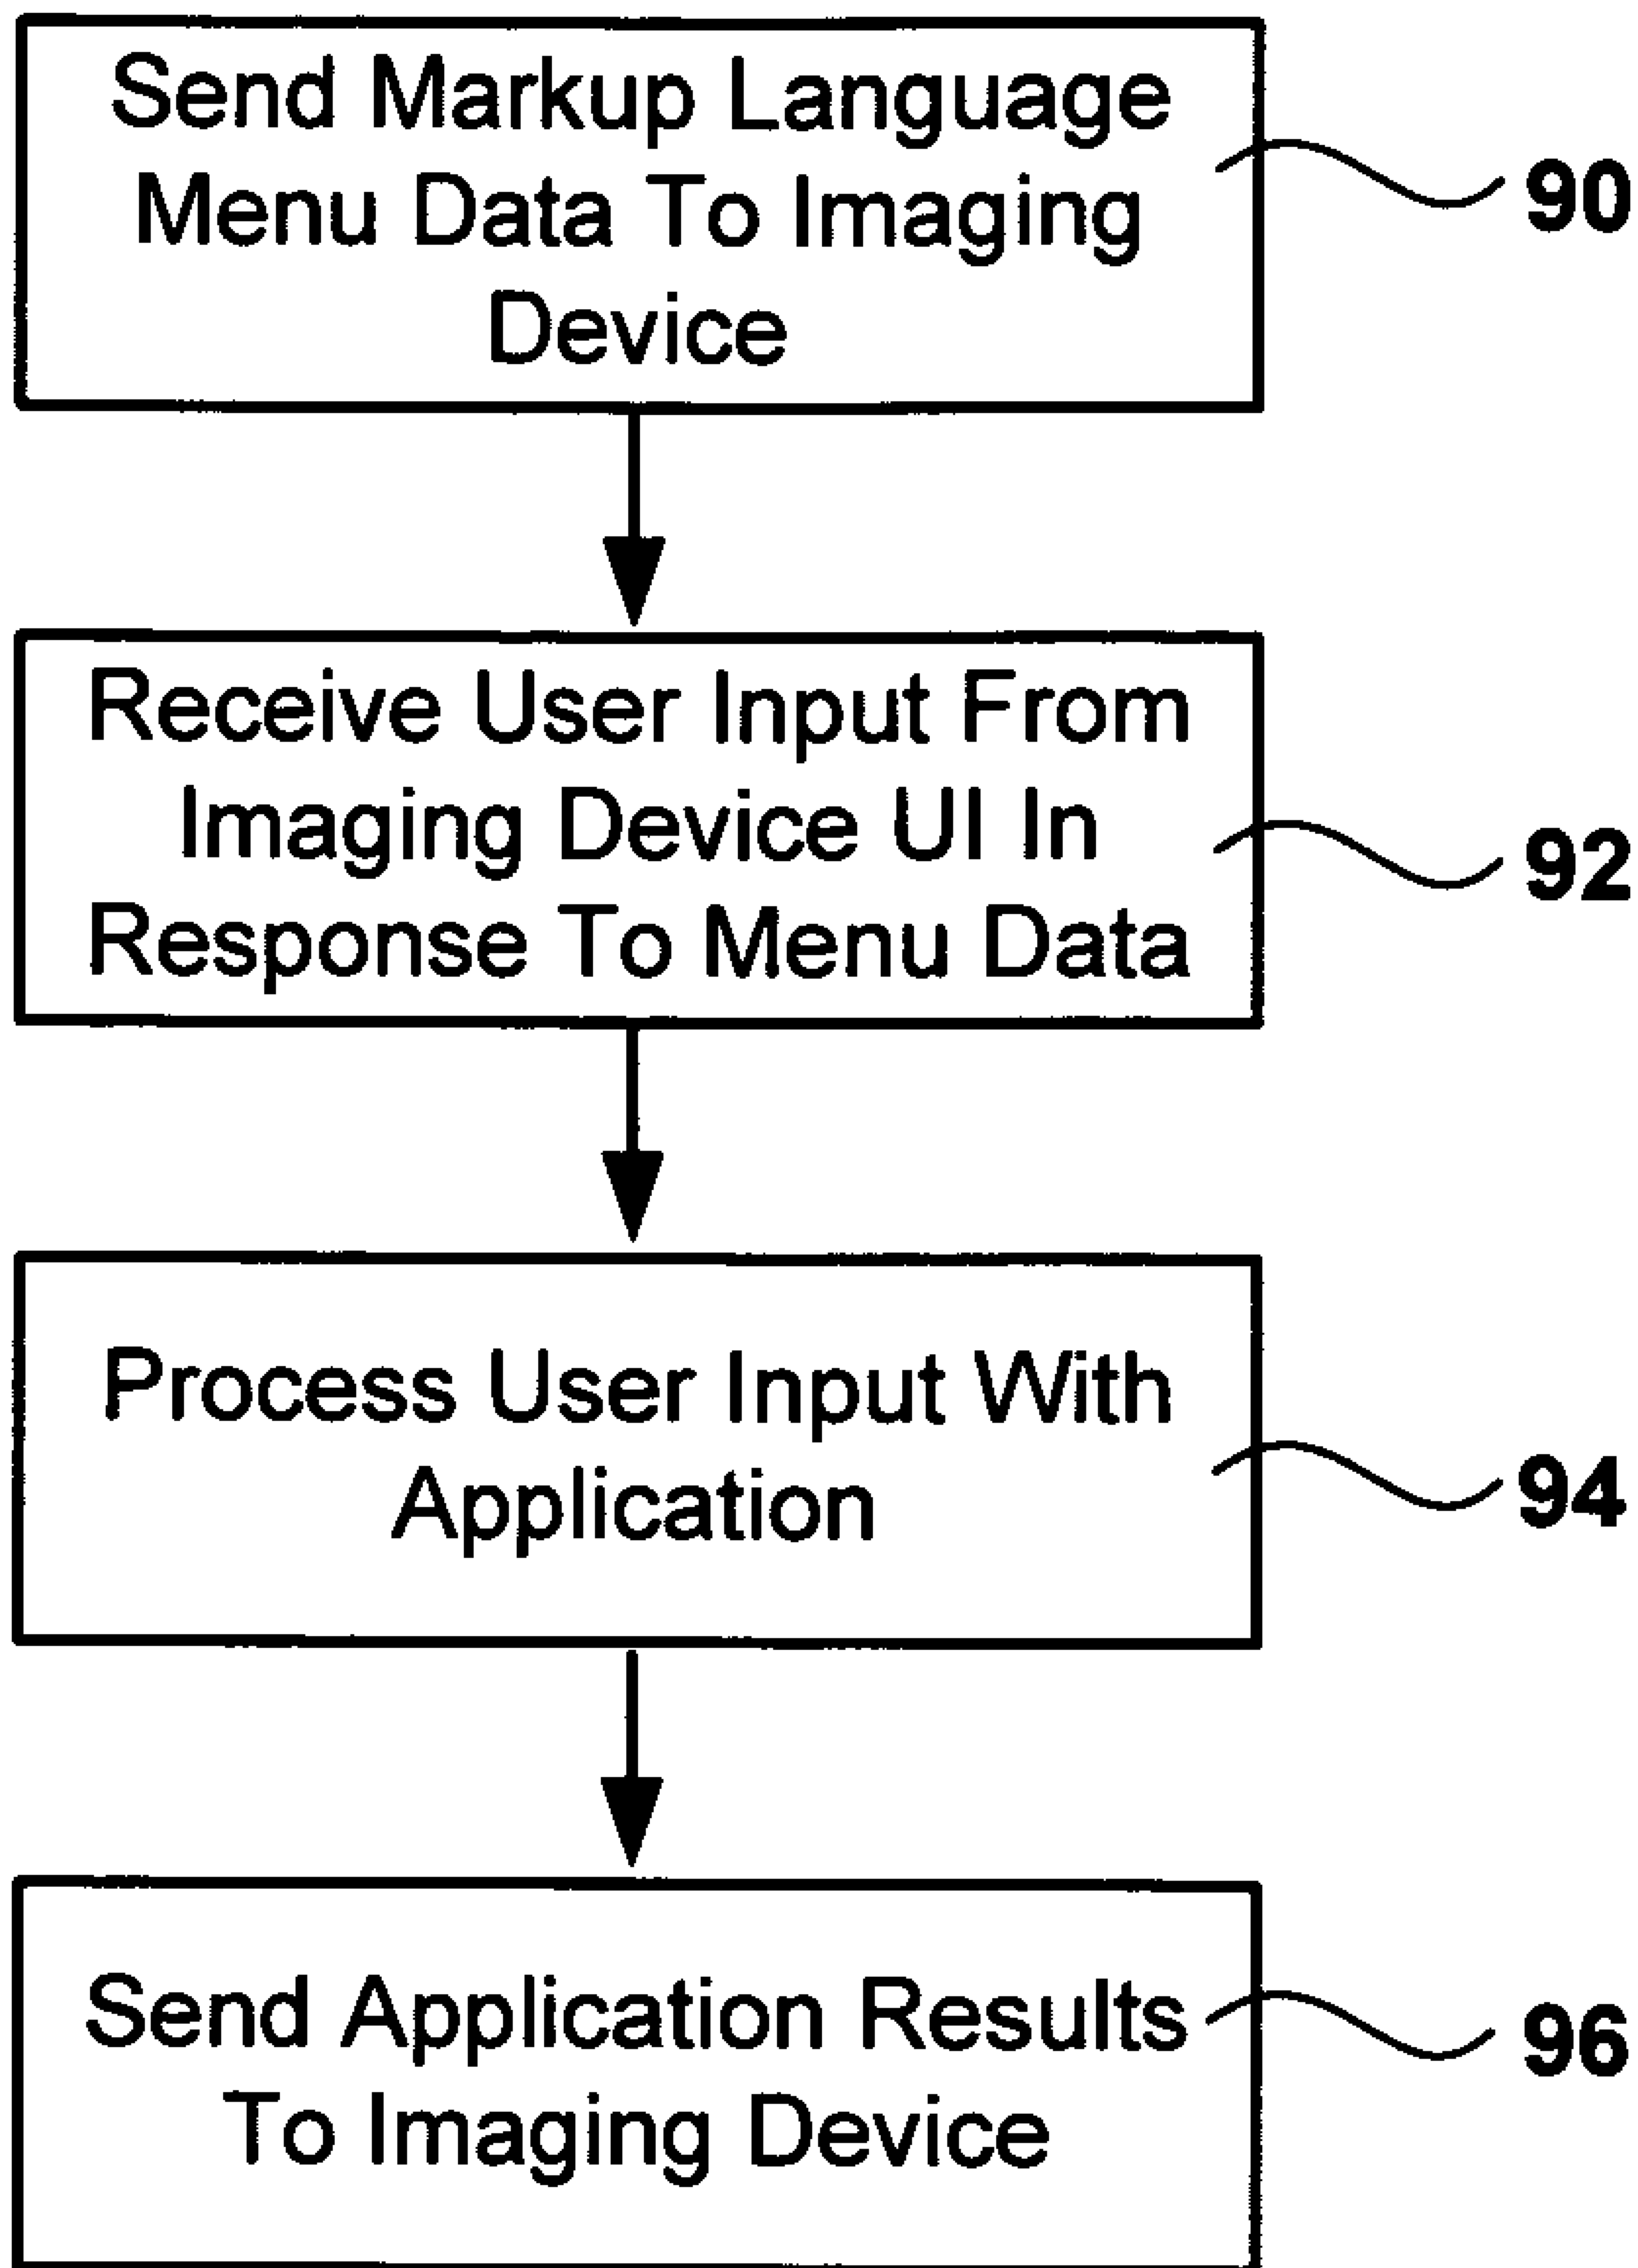 Send Markup Language
Menu Data To Imaging
Device
90
Receive User Input From
Imaging Device UI In
Response To Menu Data
92
Process User Input With
Application
94
Send Application Results
To Imaging Device
96